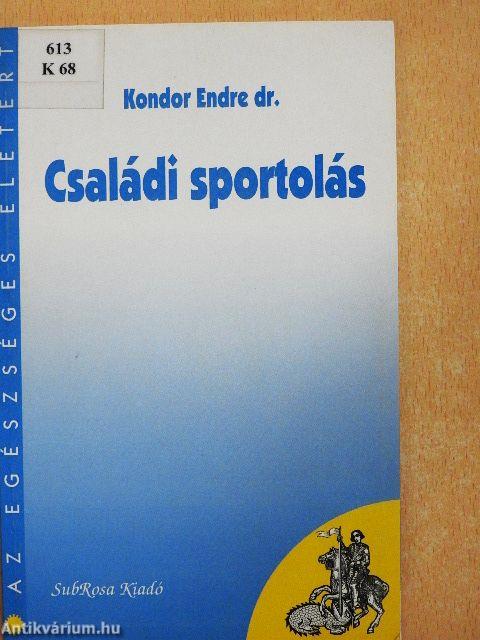 613
K 68
Kondor Endre dr.
Családi sportolás
AZ EGÉSZSÉGES ÉLETÉRT
SubRosa Kiadó
Antikvárium.hu